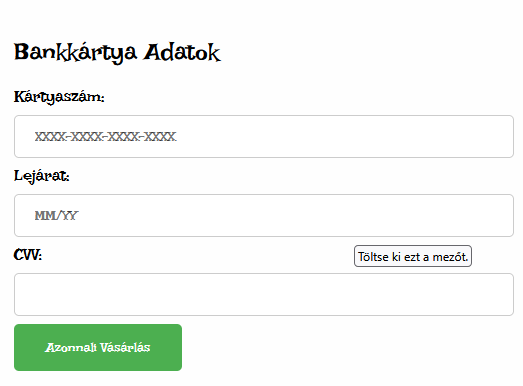 Bankkártya Adatok
Kártyaszám:
XXXX-XXXX-XXXX-XXXX
Lejárat:
MM/YY
CVV:
Töltse ki ezt a mezőt.
Azonnali Vásárlás